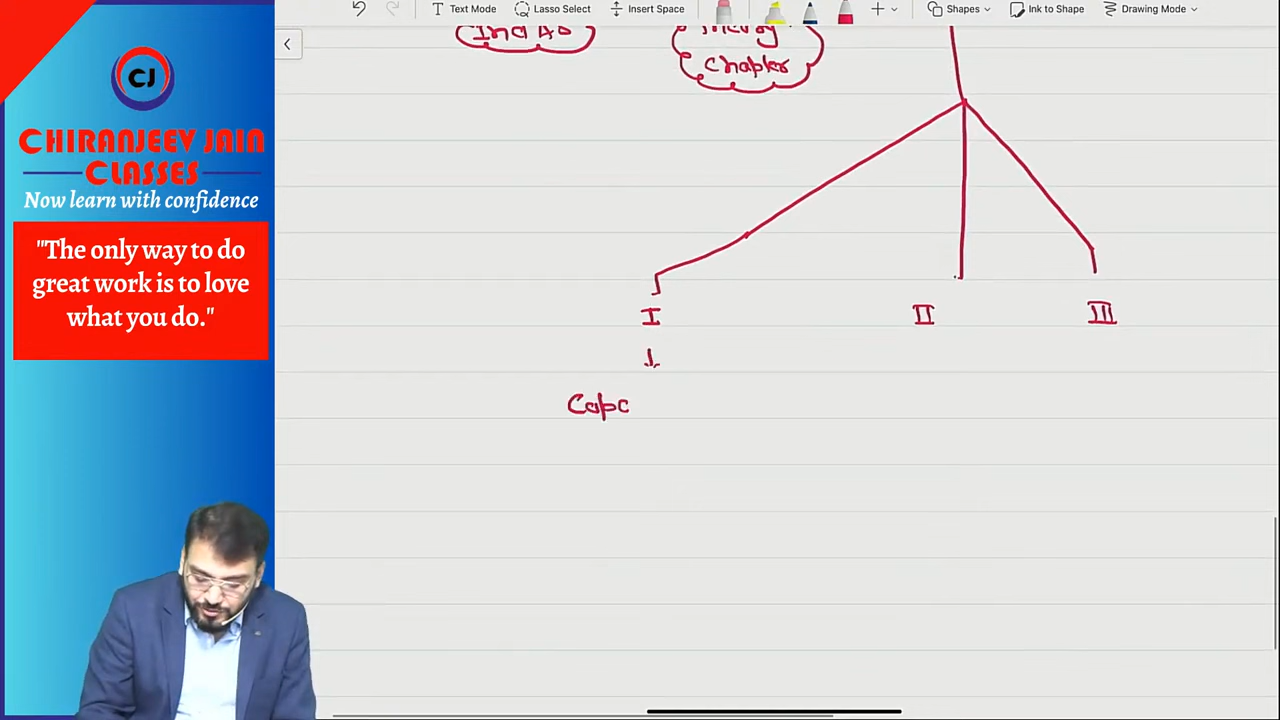 Text Mode
Lasso Select
Insert Space
Shapes
Ink to Shape
Drawing Mode
Ind AS
Chapter
CJ
CHIRANJEEV JAIN
CLASSES
Now learn with confidence
"The only way to do
great work is to love
what you do."
I II III
Capa